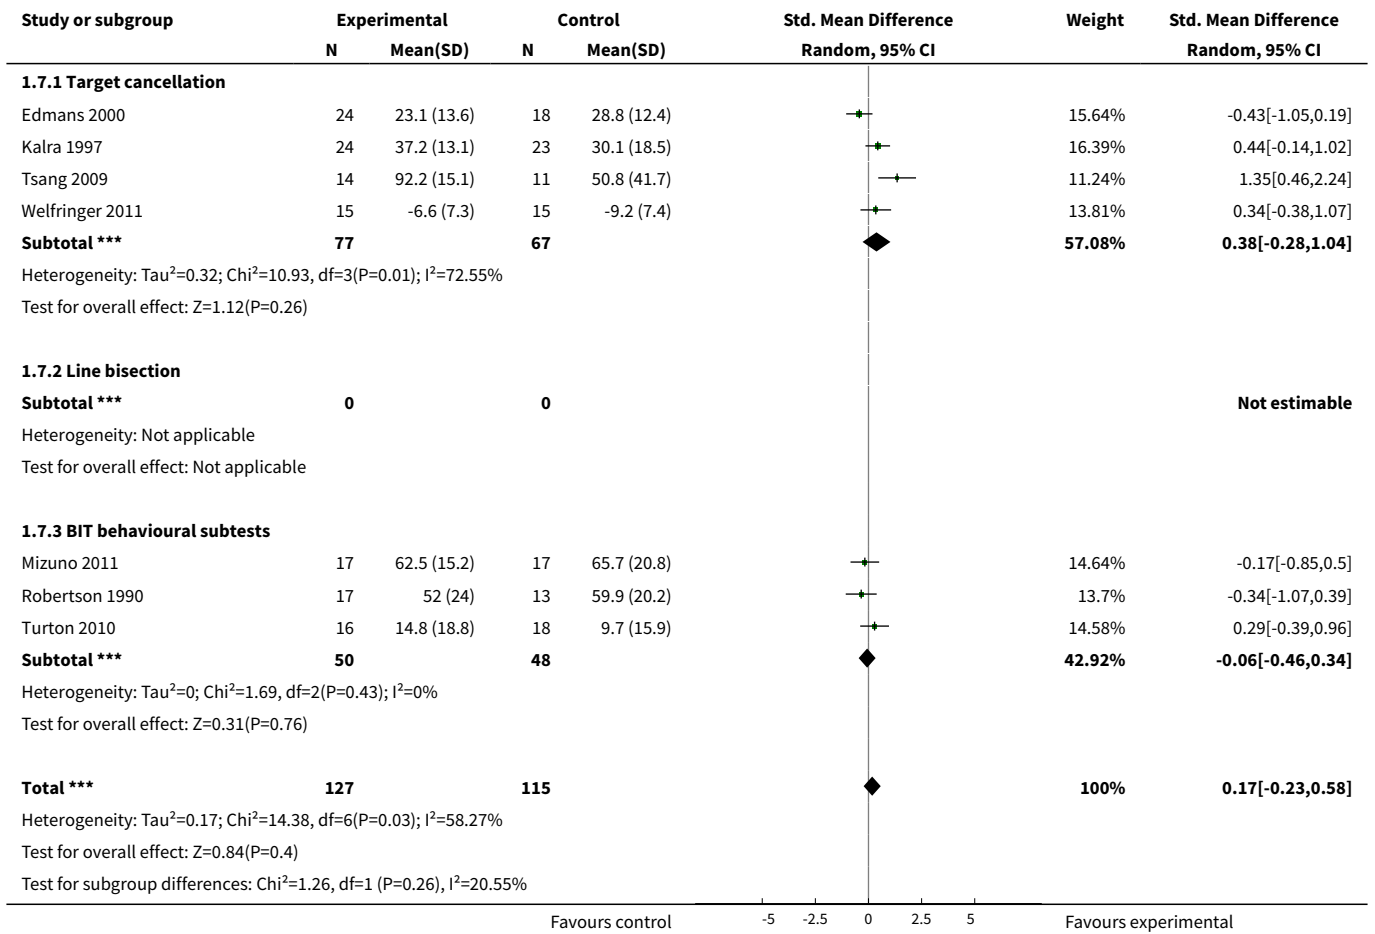 Study or subgroup Experimental Control Std. Mean Difference Weight Std. Mean Difference
N Mean(SD) N Mean(SD) Random, 95% CI Random, 95% CI
1.7.1 Target cancellation
Edmans 2000 24 23.1 (13.6) 18 28.8 (12.4) 15.64% -0.43[-1.05,0.19]
Kalra 1997 24 37.2 (13.1) 23 30.1 (18.5) 16.39% 0.44[-0.14,1.02]
Tsang 2009 14 92.2 (15.1) 11 50.8 (41.7) 11.24% 1.35[0.46,2.24]
Welfringer 2011 15 -6.6 (7.3) 15 -9.2 (7.4) 13.81% 0.34[-0.38,1.07]
Subtotal *** 77 67 57.08% 0.38[-0.28,1.04]
Heterogeneity: Tau²=0.32; Chi²=10.93, df=3(P=0.01); I²=72.55%
Test for overall effect: Z=1.12(P=0.26)
1.7.2 Line bisection
Subtotal *** 0 0 Not estimable
Heterogeneity: Not applicable
Test for overall effect: Not applicable
1.7.3 BIT behavioural subtests
Mizuno 2011 17 62.5 (15.2) 17 65.7 (20.8) 14.64% -0.17[-0.85,0.5]
Robertson 1990 17 52 (24) 13 59.9 (20.2) 13.7% -0.34[-1.07,0.39]
Turton 2010 16 14.8 (18.8) 18 9.7 (15.9) 14.58% 0.29[-0.39,0.96]
Subtotal *** 50 48 42.92% -0.06[-0.46,0.34]
Heterogeneity: Tau²=0; Chi²=1.69, df=2(P=0.43); I²=0%
Test for overall effect: Z=0.31(P=0.76)
Total *** 127 115 100% 0.17[-0.23,0.58]
Heterogeneity: Tau²=0.17; Chi²=14.38, df=6(P=0.03); I²=58.27%
Test for overall effect: Z=0.84(P=0.4)
Test for subgroup differences: Chi²=1.26, df=1 (P=0.26), I²=20.55%
Favours control -5 -2.5 0 2.5 5 Favours experimental